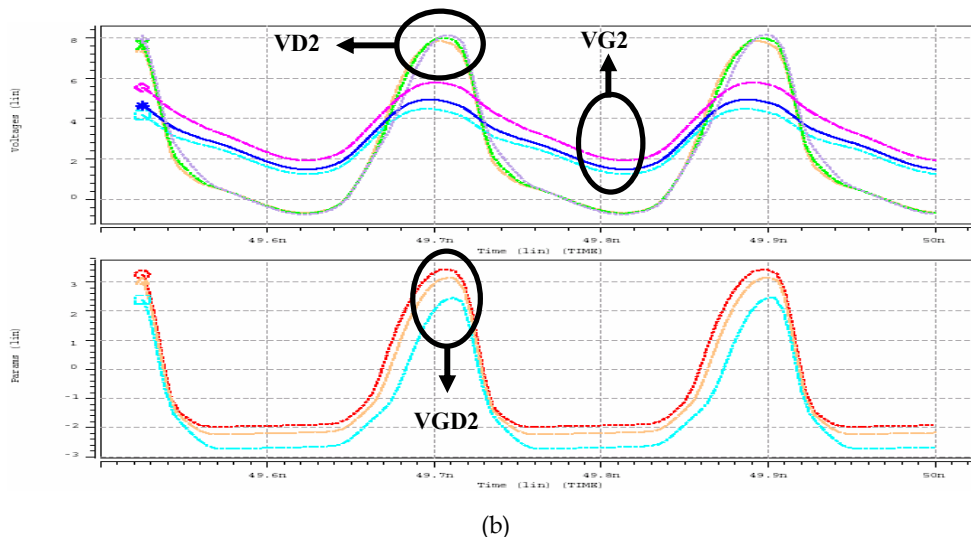 VD2
VG2
Voltages (lin)
8
6
4
2
0
49.6n
49.7n
49.8n
49.9n
50n
Time (lin) (TIME)
Params (lin)
3
2
1
0
-1
-2
-3
VGD2
49.6n
49.7n
49.8n
49.9n
50n
Time (lin) (TIME)
(b)